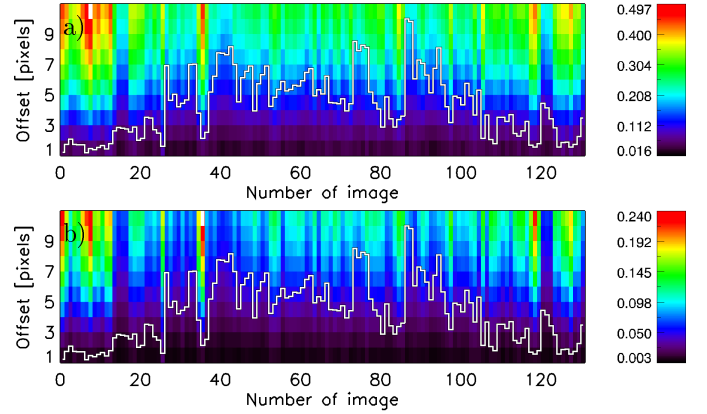 a)
Offset [pixels]
9
7
5
3
1
0 20 40 60 80 100 120
Number of image
0.497
0.400
0.304
0.208
0.112
0.016
b)
Offset [pixels]
9
7
5
3
1
0 20 40 60 80 100 120
Number of image
0.240
0.192
0.145
0.098
0.050
0.003